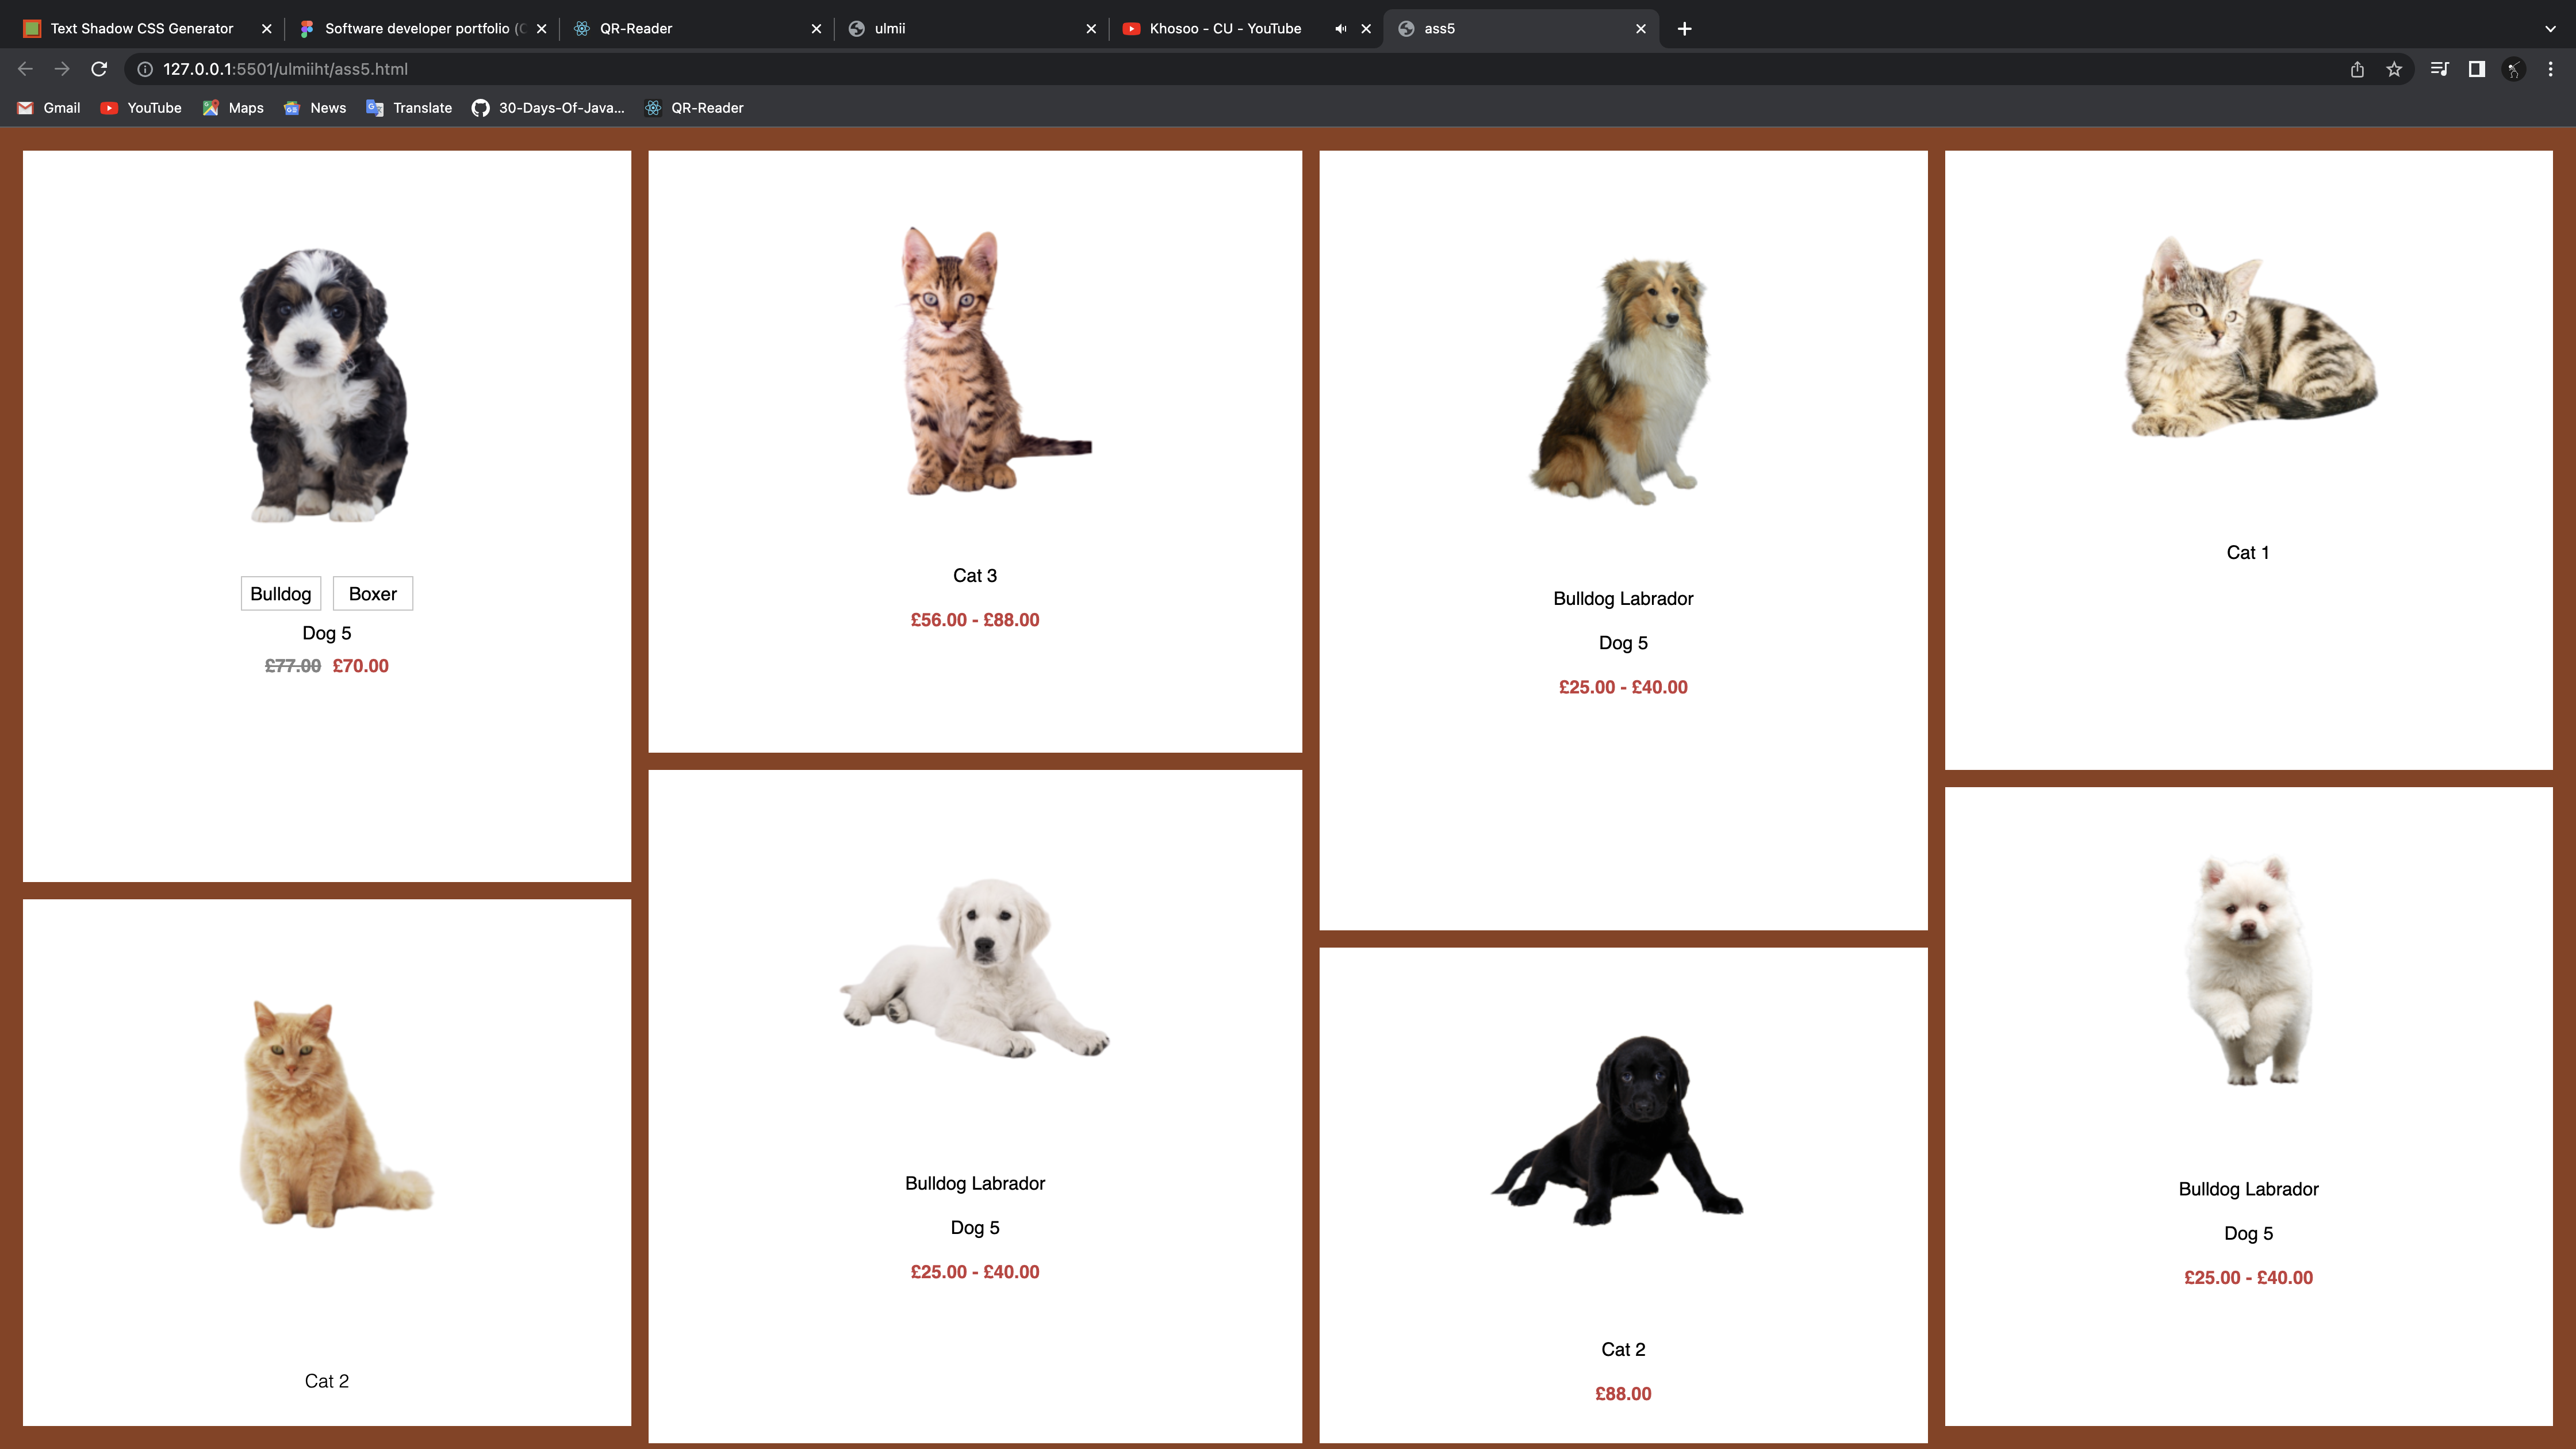 Text Shadow CSS Generator
Software developer portfolio (C
QR-Reader
ulmii
Khosoo - CU - YouTube
ass5
127.0.0.1:5501/ulmiiht/ass5.html
Gmail
YouTube
Maps
News
Translate
30-Days-Of-Java...
QR-Reader
Bulldog Boxer
Dog 5
£77.00 £70.00
Cat 2
Cat 3
£56.00 - £88.00
Bulldog Labrador
Dog 5
£25.00 - £40.00
Bulldog Labrador
Dog 5
£25.00 - £40.00
Cat 2
£88.00
Cat 1
Bulldog Labrador
Dog 5
£25.00 - £40.00